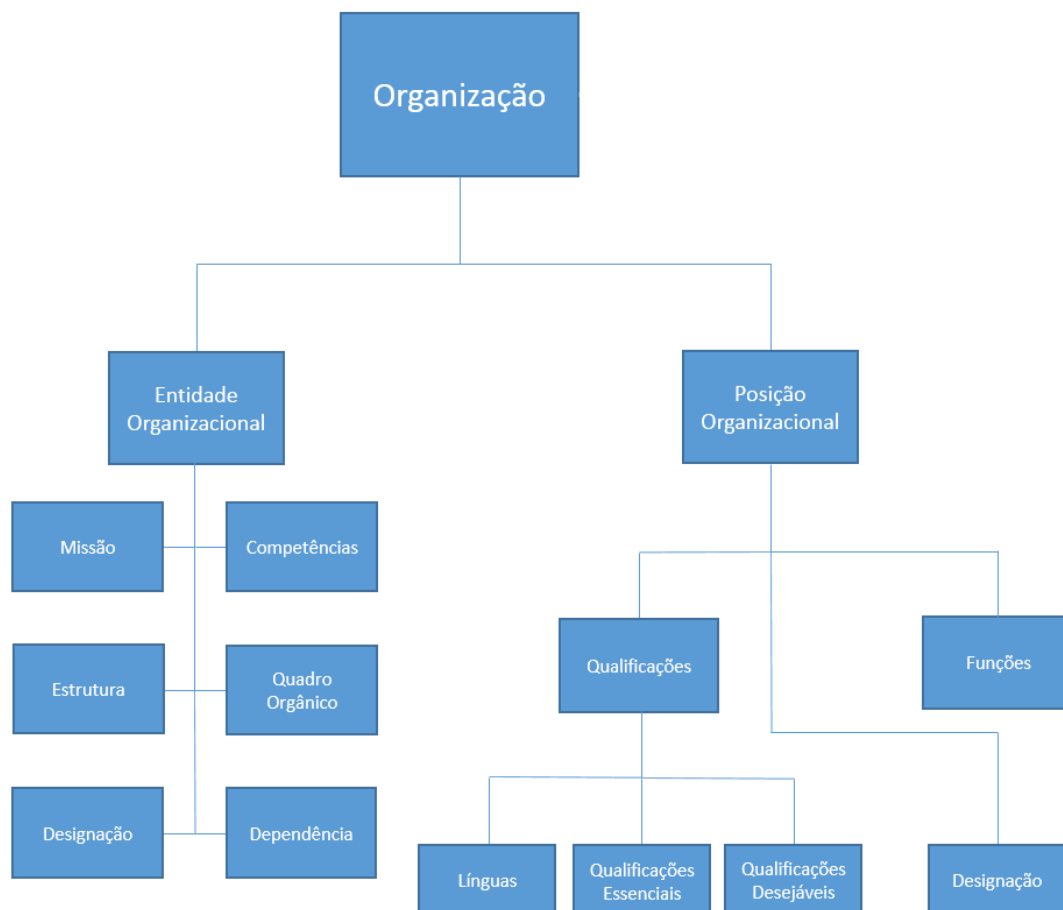 Organização
Entidade
Organizacional
Posição
Organizacional
Missão
Competências
Estrutura
Quadro
Orgânico
Designação
Dependência
Qualificações
Funções
Línguas
Qualificações
Essenciais
Qualificações
Desejáveis
Designação